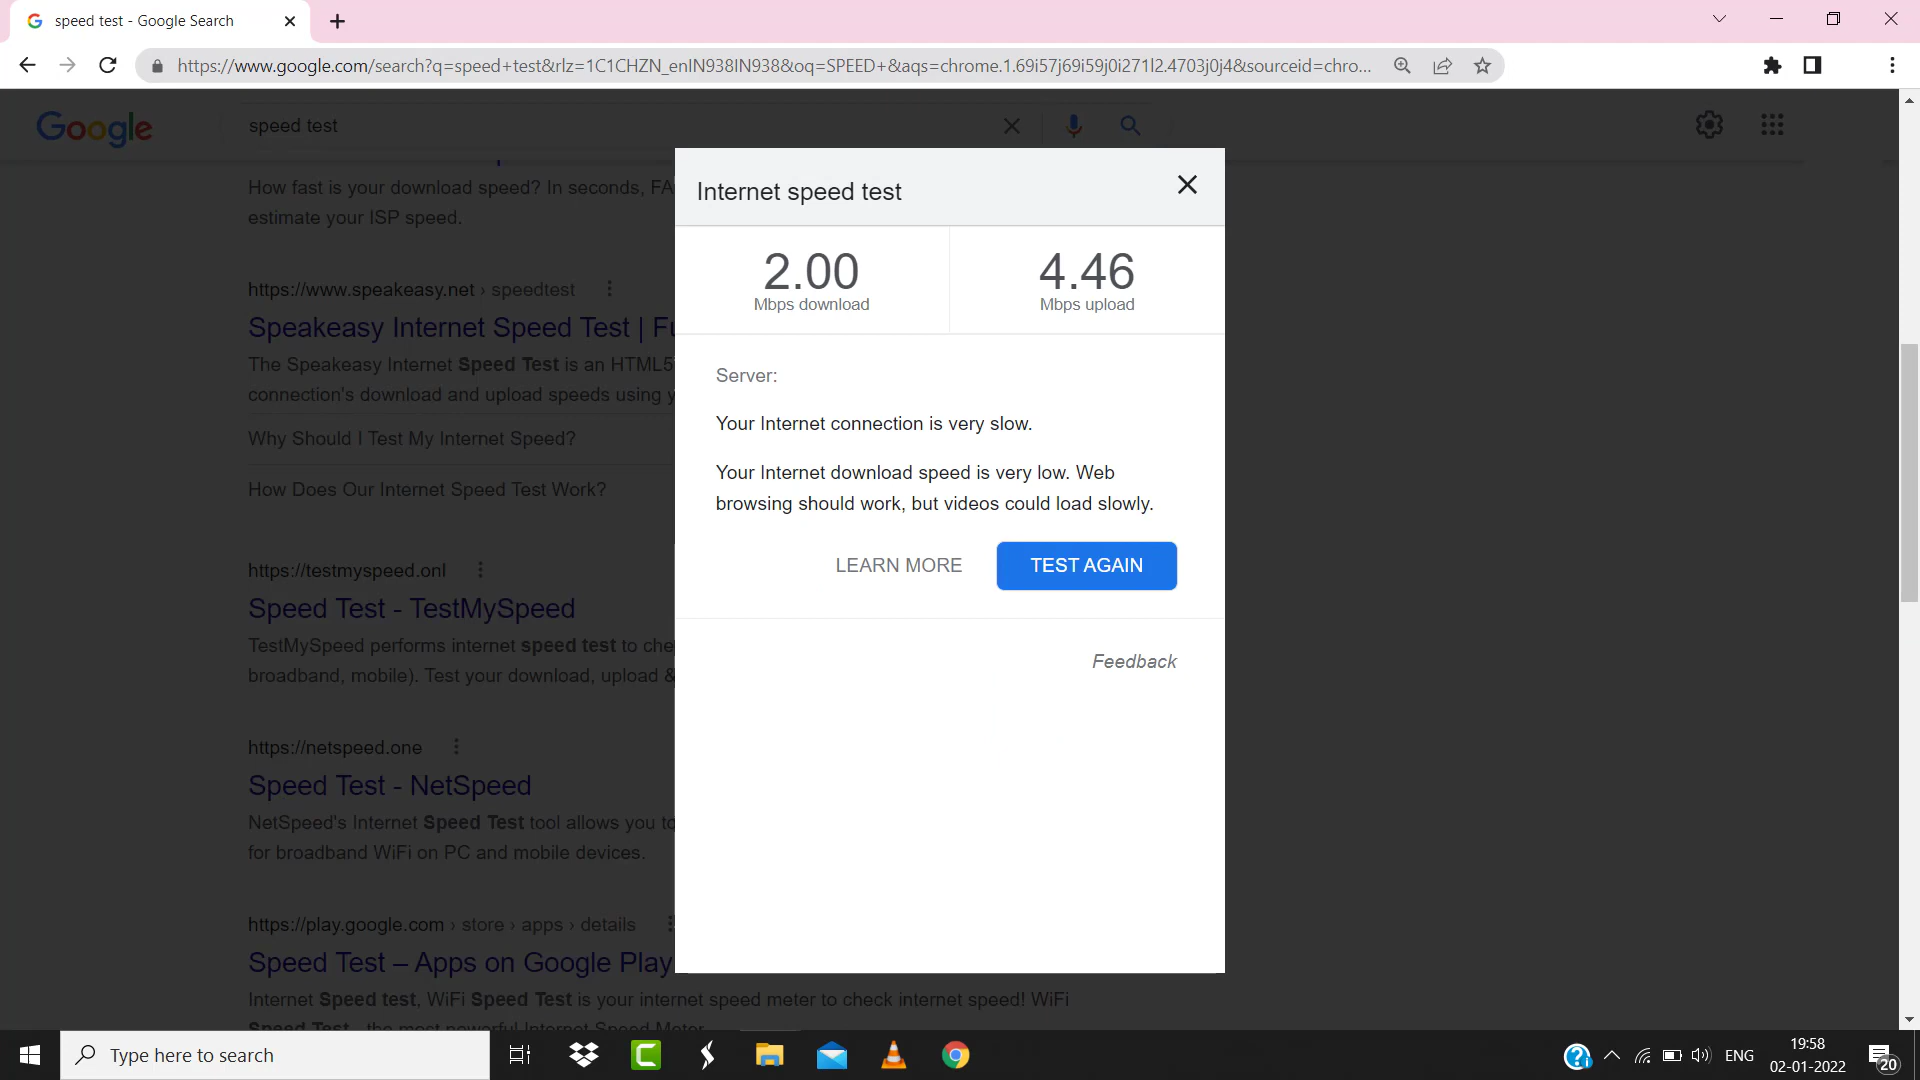 speed test - Google Search
https://www.google.com/search?q=speed+test&rlz=1C1CHZN_enIN938IN938&oq=SPEED+&aqs=chrome.1.69i57j69i59j0i271l2.4703j0j4&sourceid=chro...
Google
speed test
How fast is your download speed? In seconds, FA
estimate your ISP speed.
https://www.speakeasy.net › speedtest
Speakeasy Internet Speed Test | Fu
The Speakeasy Internet Speed Test is an HTML5
connection's download and upload speeds using y
Why Should I Test My Internet Speed?
How Does Our Internet Speed Test Work?
https://testmyspeed.onl
Speed Test - TestMySpeed
TestMySpeed performs internet speed test to che
broadband, mobile). Test your download, upload &
https://netspeed.one
Speed Test - NetSpeed
NetSpeed's Internet Speed Test tool allows you to
for broadband WiFi on PC and mobile devices.
https://play.google.com › store › apps › details
Speed Test – Apps on Google Play
Internet Speed test, WiFi Speed Test is your internet speed meter to check internet speed! WiFi
Speed Test - the most powerful Internet Speed Meter
Internet speed test
2.00
Mbps download
4.46
Mbps upload
Server:
Your Internet connection is very slow.
Your Internet download speed is very low. Web
browsing should work, but videos could load slowly.
LEARN MORE
TEST AGAIN
Feedback
Type here to search
ENG
19:58
02-01-2022
20